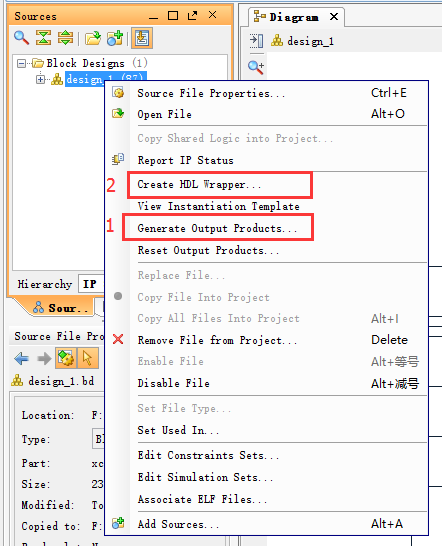 Sources
Diagram
design_1
Block Designs (1)
design_1 (87)
Source File Properties... Ctrl+E
Open File Alt+O
Copy Shared Logic into Project...
Report IP Status
2
Create HDL Wrapper...
View Instantiation Template
1
Generate Output Products...
Reset Output Products...
Replace File...
Copy File Into Project
Copy All Files Into Project Alt+I
Remove File from Project... Delete
Enable File Alt+等号
Disable File Alt+减号
Set File Type...
Set Used In...
Edit Constraints Sets...
Edit Simulation Sets...
Associate ELF Files...
Add Sources... Alt+A
Hierarchy IP
Sour..
Source File Pro
design_1.bd
Location: F:
Type: Bl
Part: xc
Size: 23
Modified: To
Copied to: F: